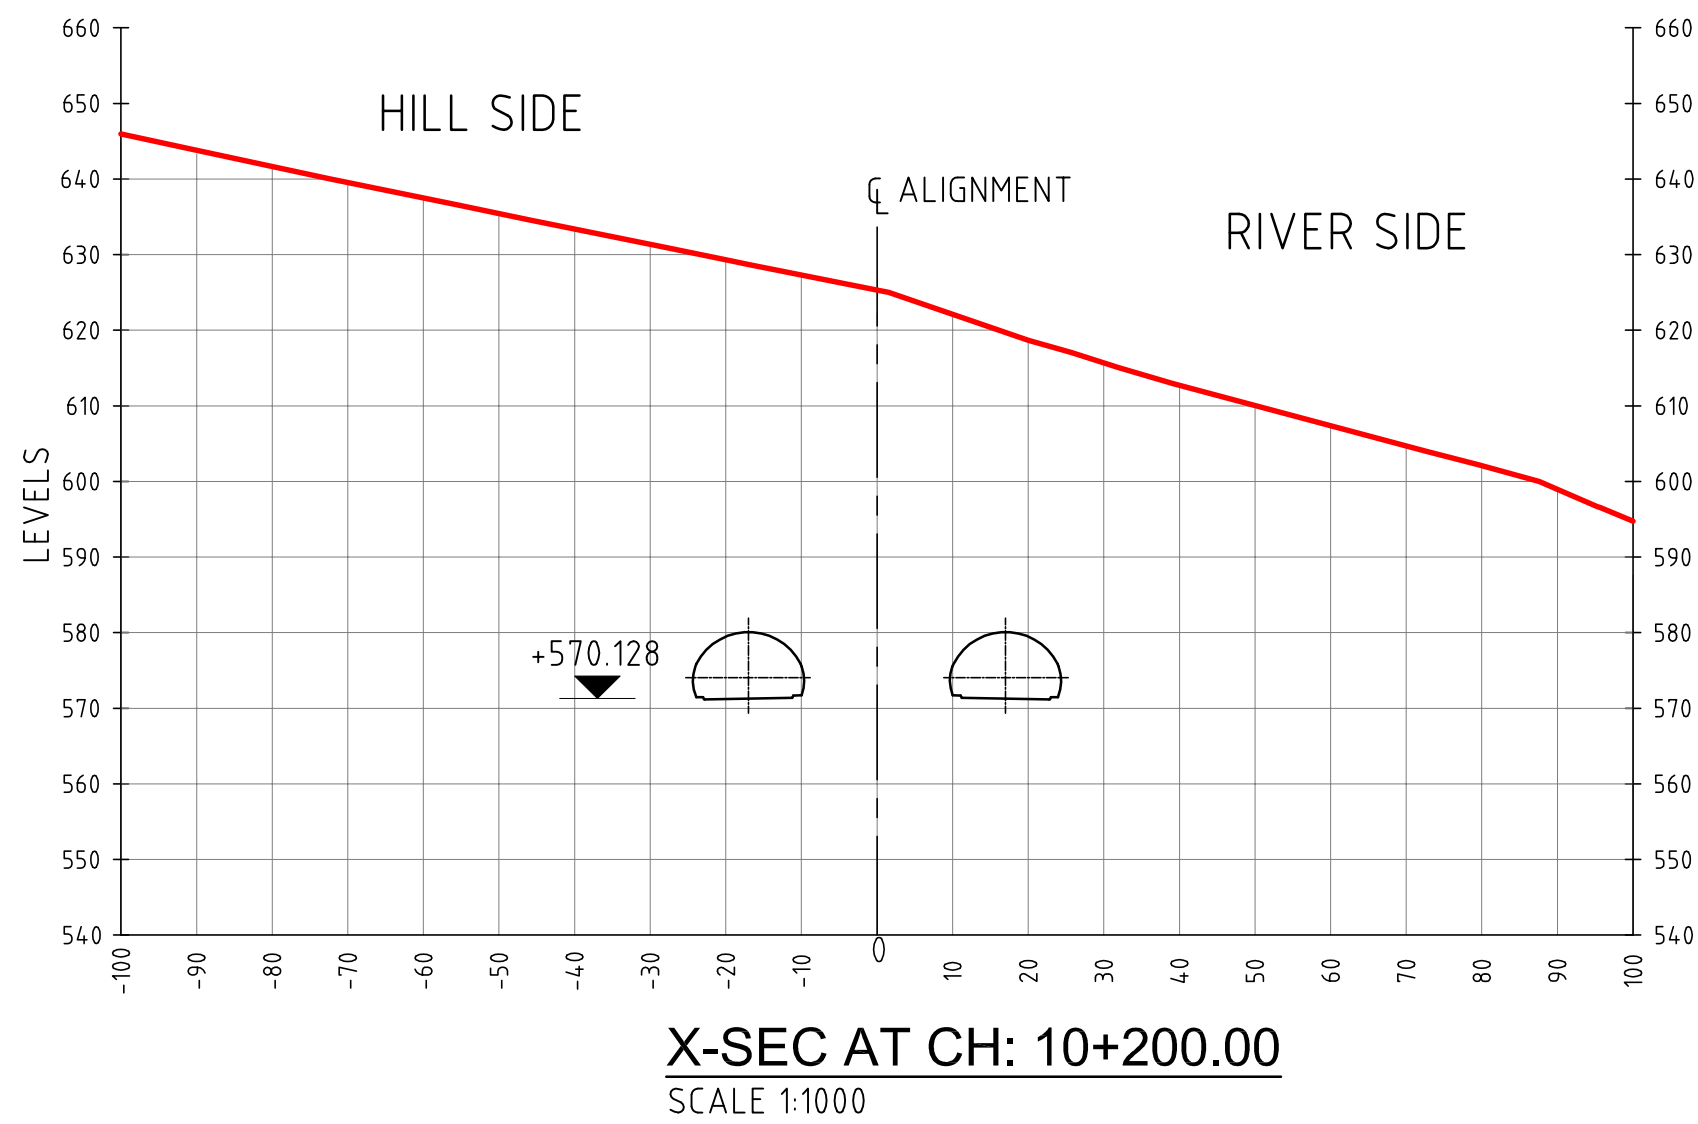 660 660
650 650
HILL SIDE
640 640
℄ ALIGNMENT
RIVER SIDE
630 630
620 620
610 610
LEVELS
600 600
590 590
580 580
+570.128
570 570
560 560
550 550
540 540
-100 -90 -80 -70 -60 -50 -40 -30 -20 -10 0 10 20 30 40 50 60 70 80 90 100
X-SEC AT CH: 10+200.00
SCALE 1:1000